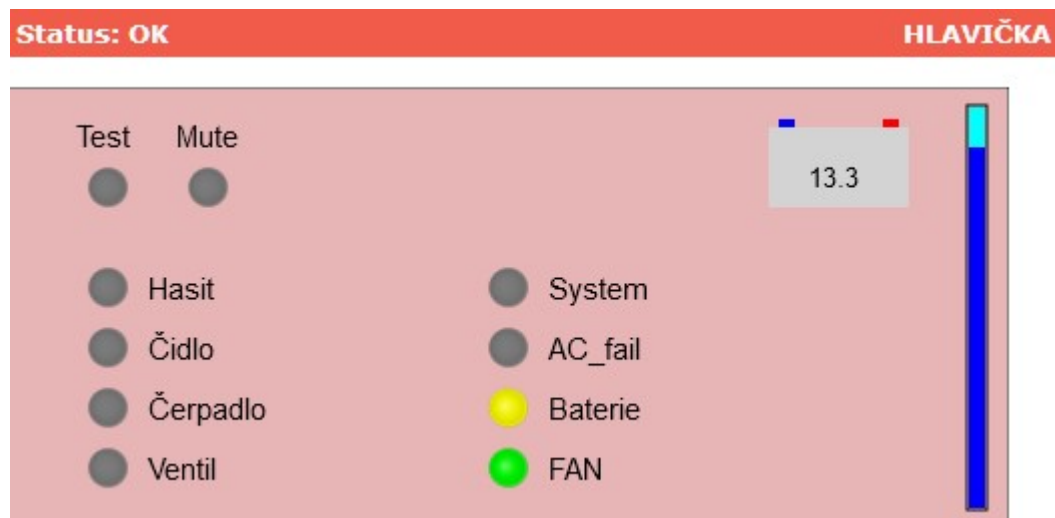 Status: OK HLAVIČKA
Test Mute
13.3
Hasit System
Čidlo AC_fail
Čerpadlo Baterie
Ventil FAN